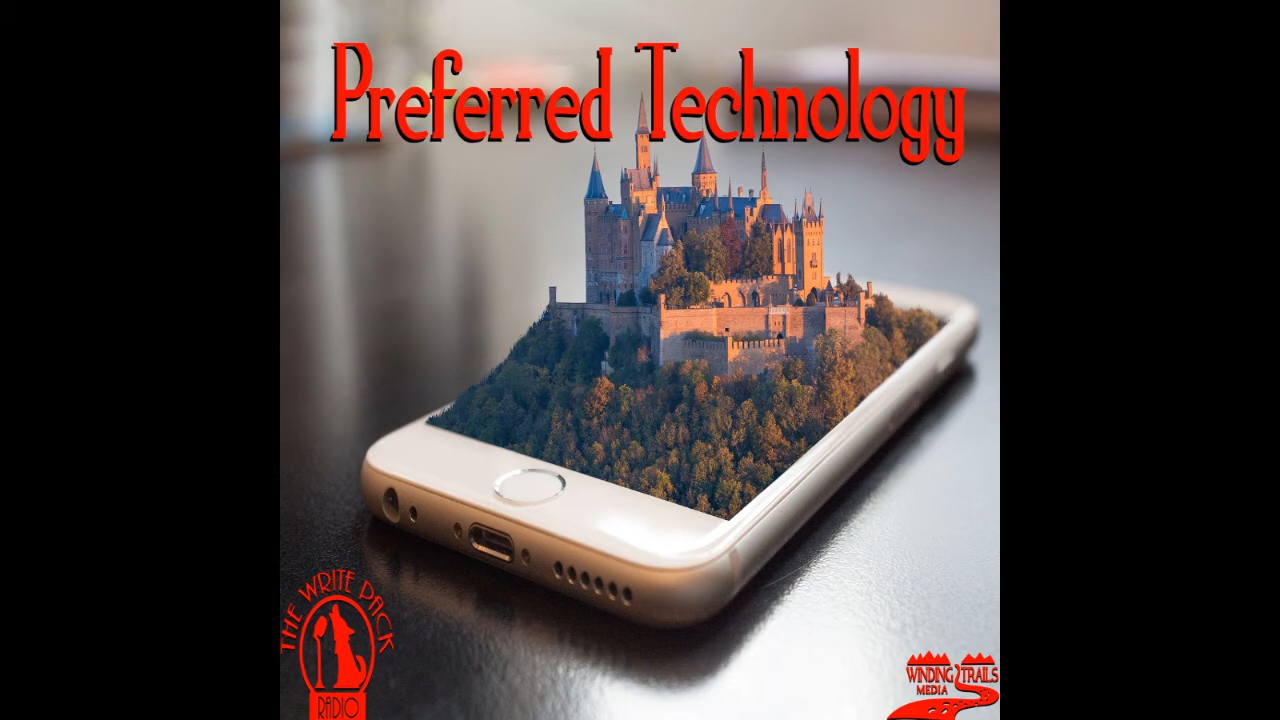 Preferred Technology
THE WRITE PACK
RADIO
WINDING TRAILS
MEDIA